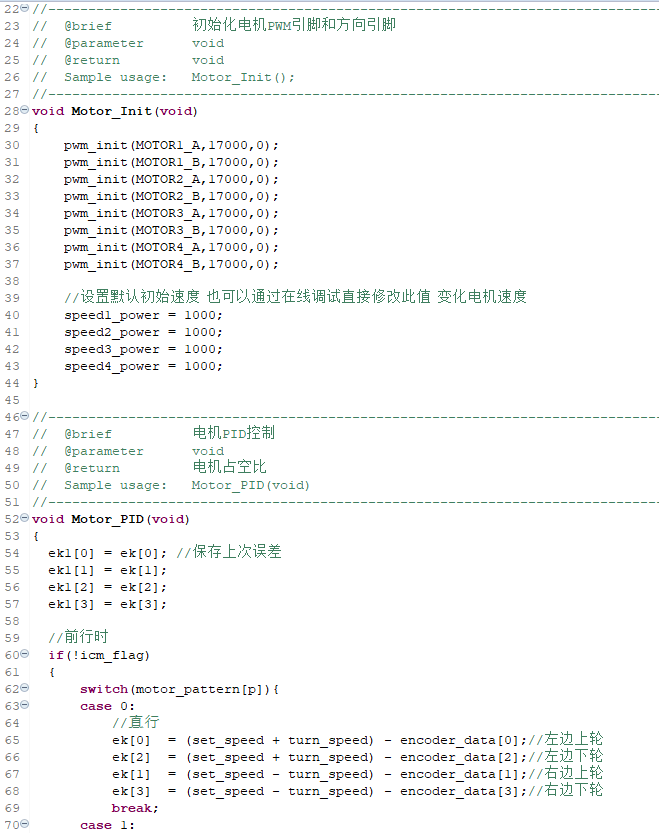 22 //-----------------------------------------------------------------------------
23 //  @brief          初始化电机PWM引脚和方向引脚
24 //  @parameter      void
25 //  @return         void
26 //  Sample usage:   Motor_Init();
27 //-----------------------------------------------------------------------------
28 void Motor_Init(void)
29 {
30     pwm_init(MOTOR1_A,17000,0);
31     pwm_init(MOTOR1_B,17000,0);
32     pwm_init(MOTOR2_A,17000,0);
33     pwm_init(MOTOR2_B,17000,0);
34     pwm_init(MOTOR3_A,17000,0);
35     pwm_init(MOTOR3_B,17000,0);
36     pwm_init(MOTOR4_A,17000,0);
37     pwm_init(MOTOR4_B,17000,0);
38
39     //设置默认初始速度 也可以通过在线调试直接修改此值 变化电机速度
40     speed1_power = 1000;
41     speed2_power = 1000;
42     speed3_power = 1000;
43     speed4_power = 1000;
44 }
45
46 //-----------------------------------------------------------------------------
47 //  @brief          电机PID控制
48 //  @parameter      void
49 //  @return         电机占空比
50 //  Sample usage:   Motor_PID(void)
51 //-----------------------------------------------------------------------------
52 void Motor_PID(void)
53 {
54   ek1[0] = ek[0]; //保存上次误差
55   ek1[1] = ek[1];
56   ek1[2] = ek[2];
57   ek1[3] = ek[3];
58
59   //前行时
60   if(!icm_flag)
61   {
62       switch(motor_pattern[p]){
63       case 0:
64           //直行
65           ek[0]  = (set_speed + turn_speed) - encoder_data[0];//左边上轮
66           ek[2]  = (set_speed + turn_speed) - encoder_data[2];//左边下轮
67           ek[1]  = (set_speed - turn_speed) - encoder_data[1];//右边上轮
68           ek[3]  = (set_speed - turn_speed) - encoder_data[3];//右边下轮
69           break;
70       case 1: